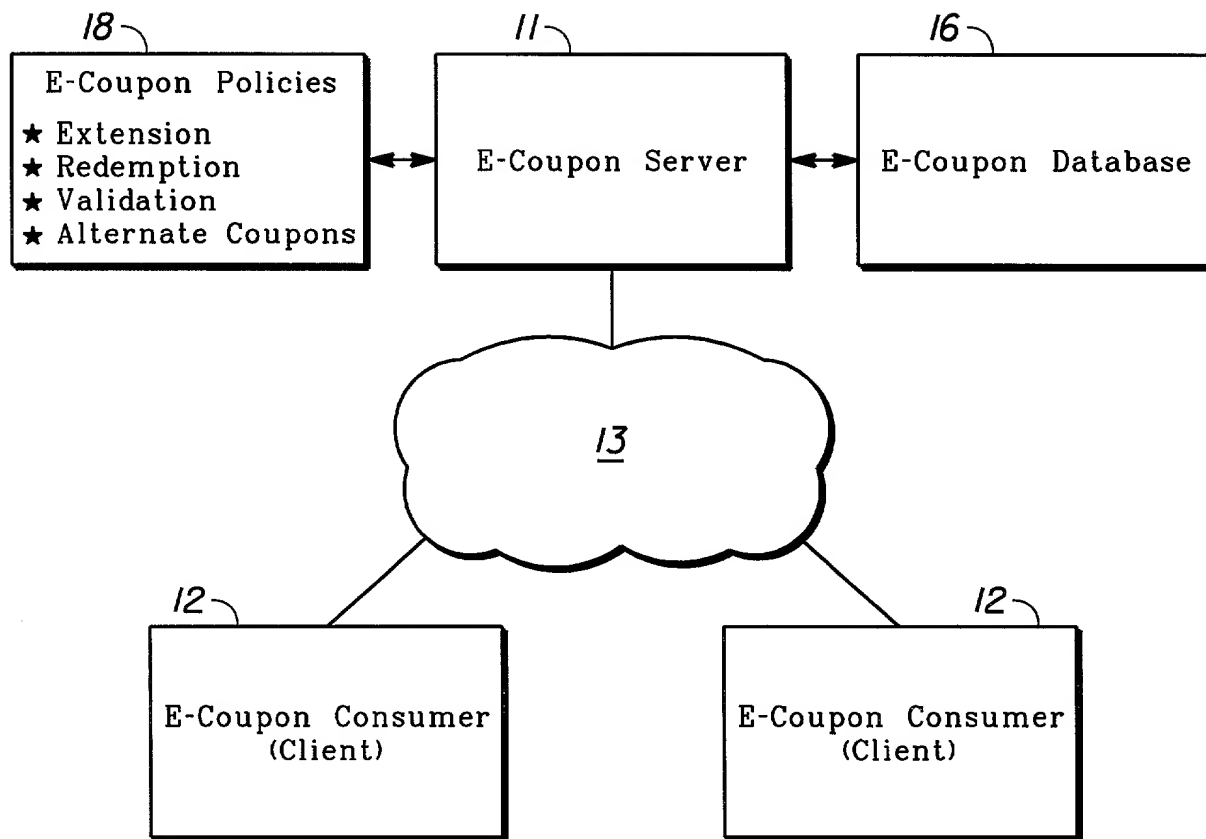 18
11
16
E-Coupon Policies
★ Extension
★ Redemption
★ Validation
★ Alternate Coupons
E-Coupon Server
E-Coupon Database
13
12
12
E-Coupon Consumer
(Client)
E-Coupon Consumer
(Client)